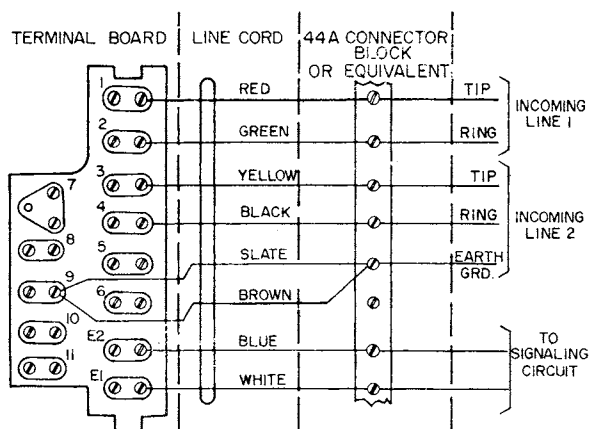 TERMINAL BOARD
LINE CORD
44A CONNECTOR
BLOCK
OR EQUIVALENT
1
RED
TIP
INCOMING
LINE 1
2
GREEN
RING
3
YELLOW
TIP
7
4
BLACK
RING
INCOMING
LINE 2
8
5
SLATE
EARTH
GRD.
9
6
BROWN
10
E2
BLUE
TO
SIGNALING
CIRCUIT
11
E1
WHITE